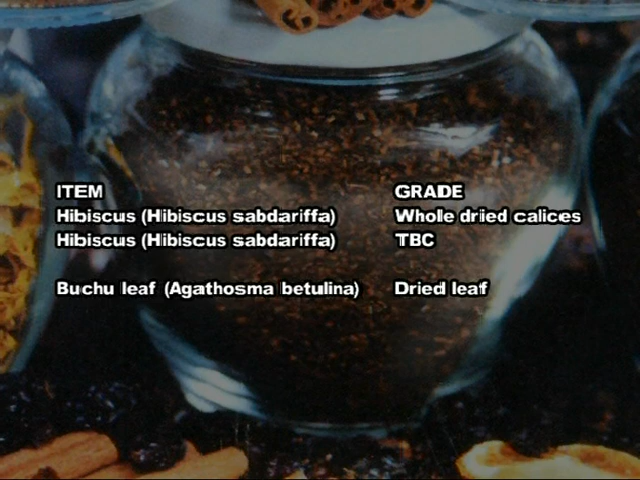 ITEM GRADE
Hibiscus (Hibiscus sabdariffa) Whole dried calices
Hibiscus (Hibiscus sabdariffa) TBC
Buchu leaf (Agathosma betulina) Dried leaf